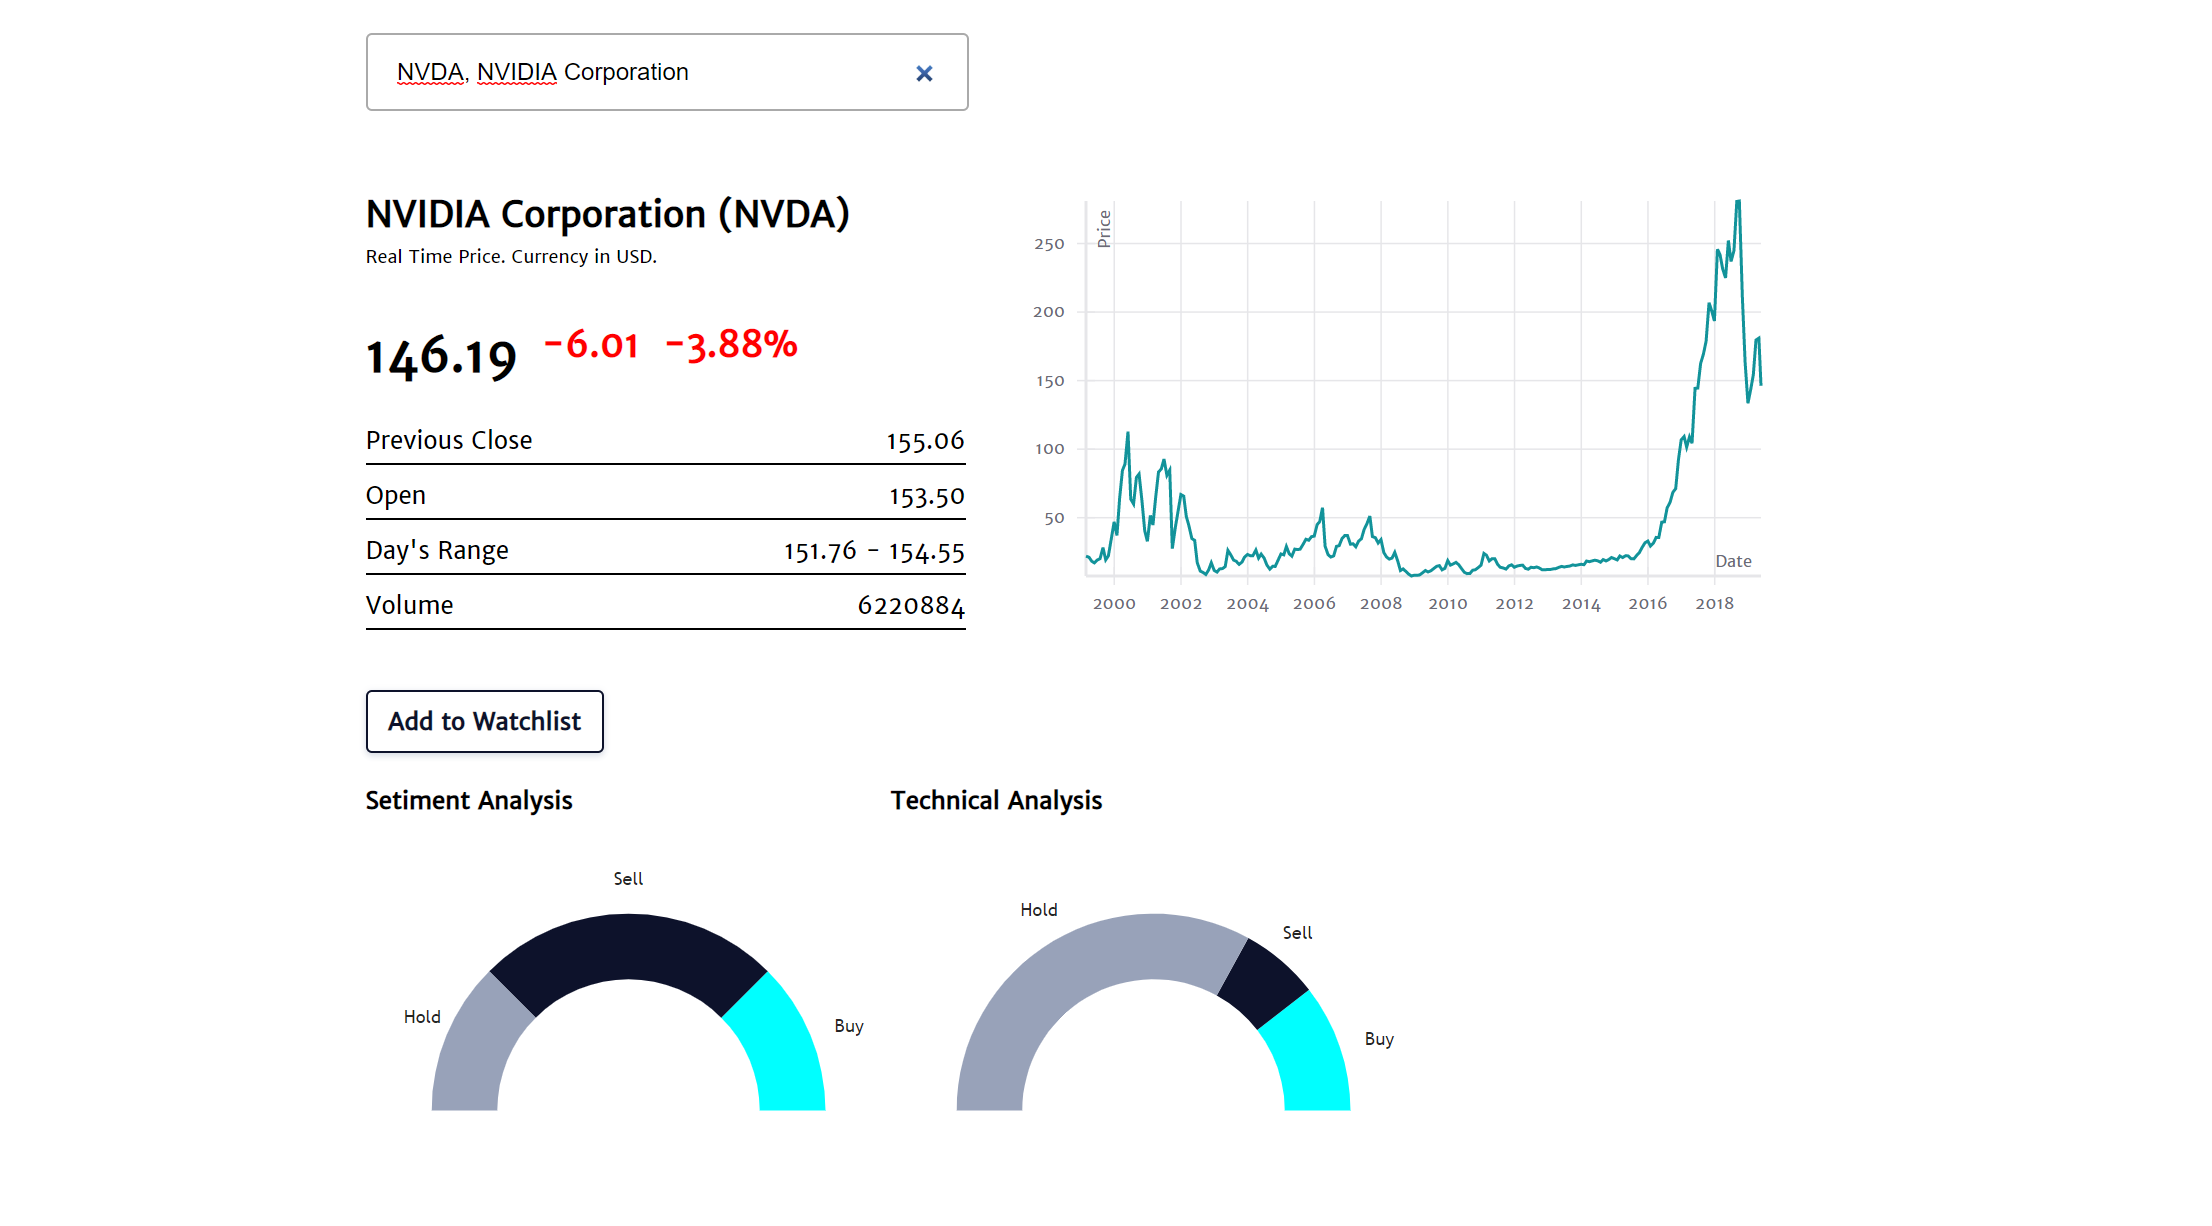 NVDA, NVIDIA Corporation ×
NVIDIA Corporation (NVDA)
Real Time Price. Currency in USD.
146.19 -6.01 -3.88%
Previous Close 155.06
Open 153.50
Day's Range 151.76 - 154.55
Volume 6220884
Price
250
200
150
100
50
Date
2000 2002 2004 2006 2008 2010 2012 2014 2016 2018
Add to Watchlist
Setiment Analysis
Sell
Hold
Buy
Technical Analysis
Hold
Sell
Buy